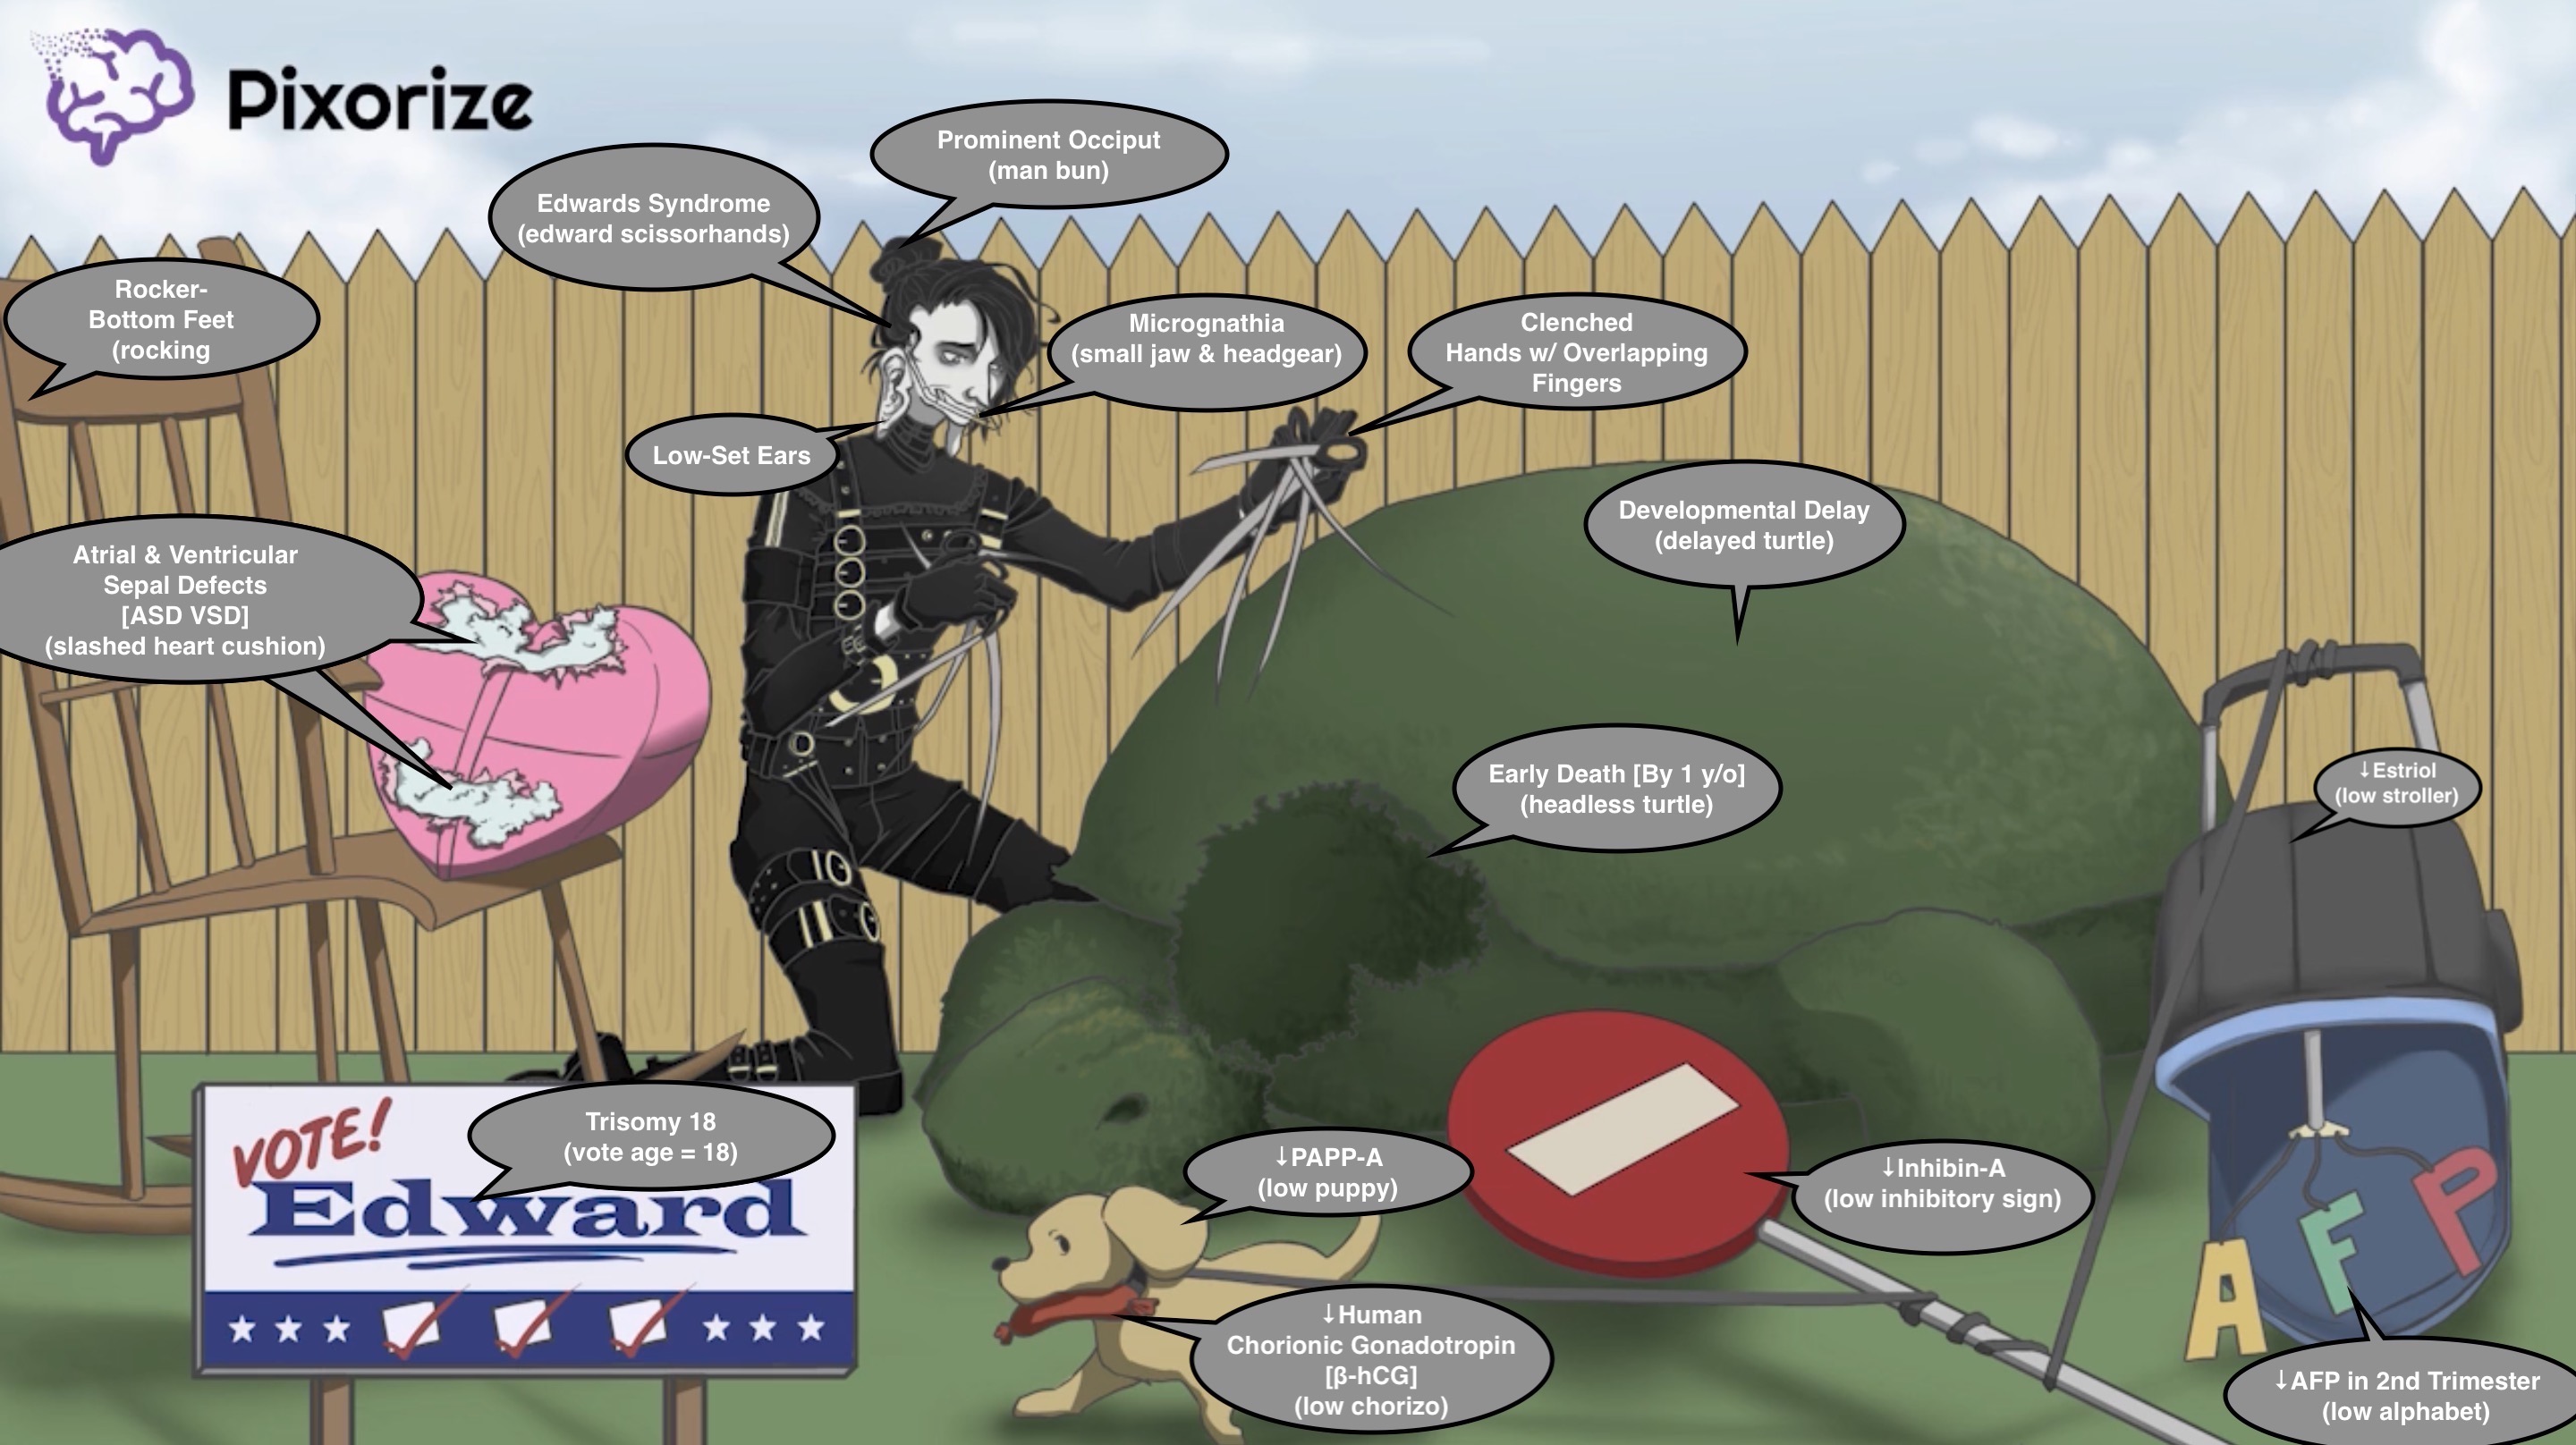 Pixorize
Prominent Occiput
(man bun)
Edwards Syndrome
(edward scissorhands)
Rocker-
Bottom Feet
(rocking
Micrognathia
(small jaw & headgear)
Clenched
Hands w/ Overlapping
Fingers
Low-Set Ears
Developmental Delay
(delayed turtle)
Atrial & Ventricular
Sepal Defects
[ASD VSD]
(slashed heart cushion)
Early Death [By 1 y/o]
(headless turtle)
↓Estriol
(low stroller)
Trisomy 18
(vote age = 18)
VOTE!
Edward
↓PAPP-A
(low puppy)
↓Inhibin-A
(low inhibitory sign)
A F P
↓Human
Chorionic Gonadotropin
[β-hCG]
(low chorizo)
↓AFP in 2nd Trimester
(low alphabet)